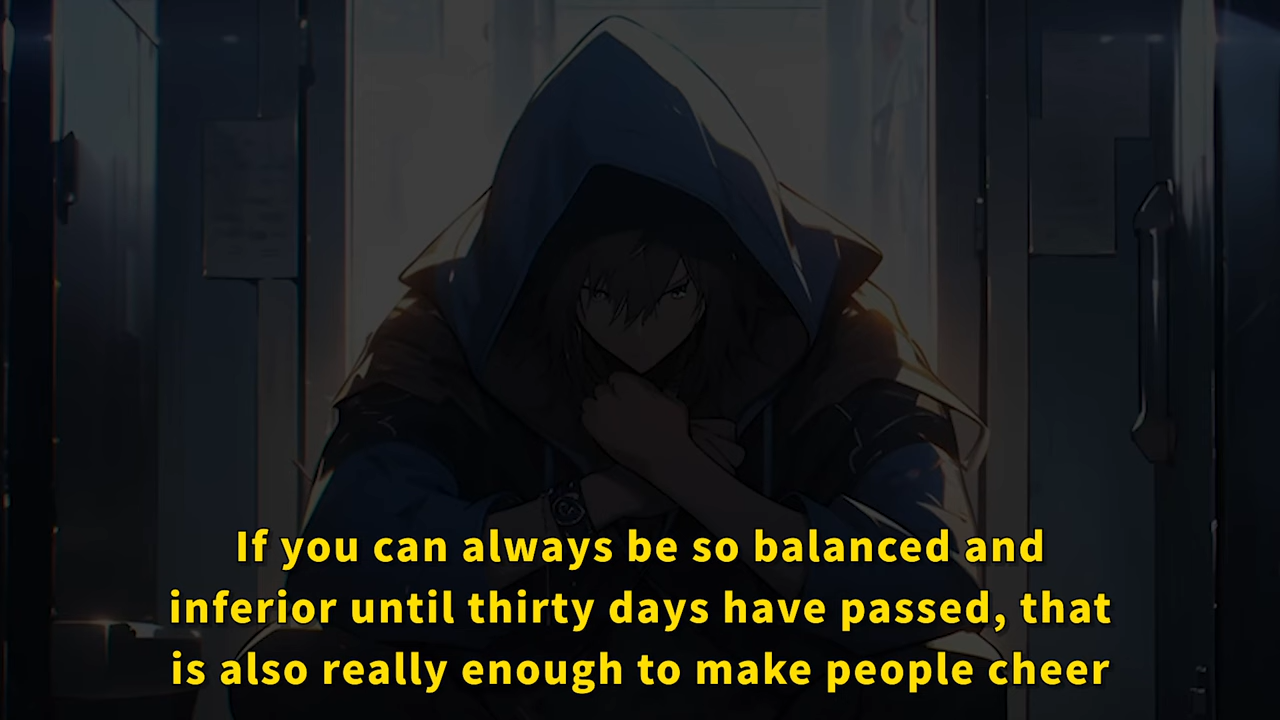 If you can always be so balanced and
inferior until thirty days have passed, that
is also really enough to make people cheer